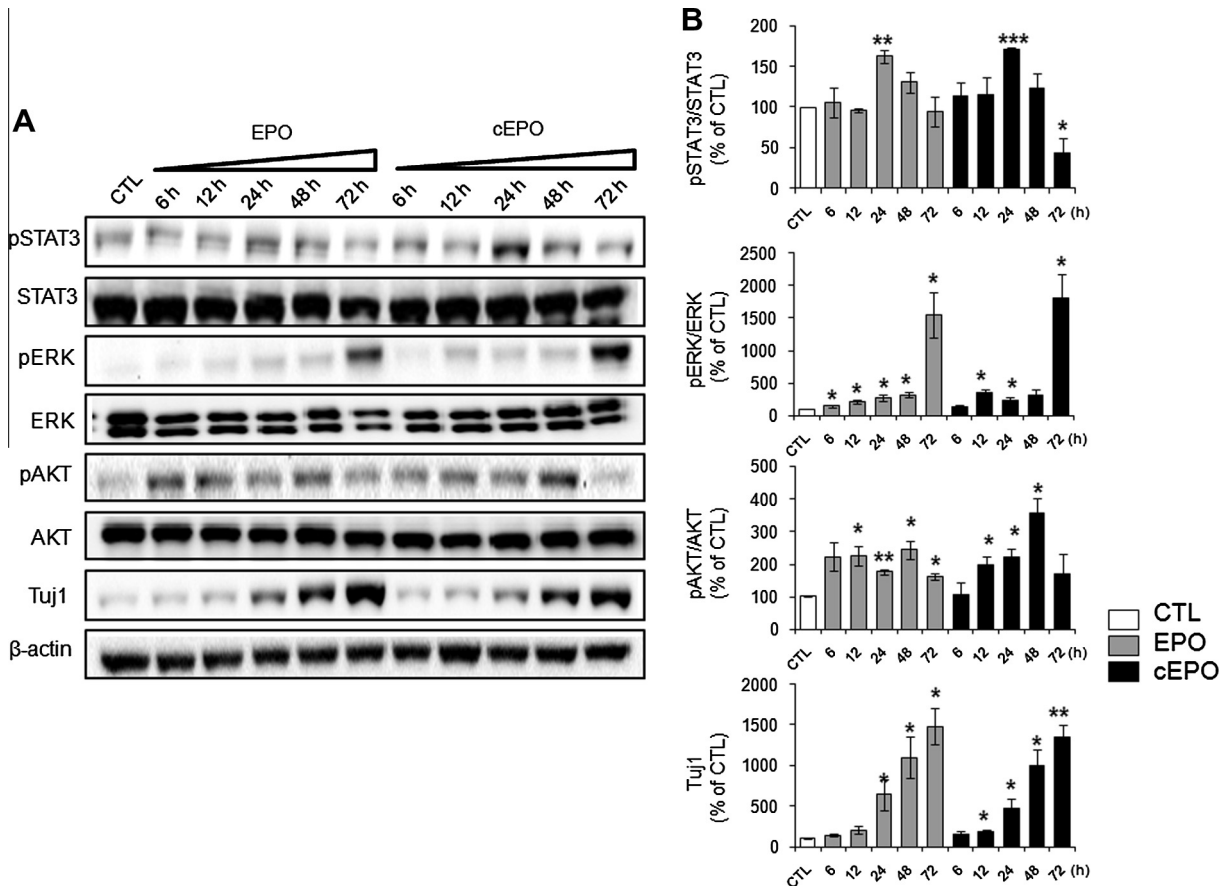 A
EPO cEPO
CTL 6 h 12 h 24 h 48 h 72 h 6 h 12 h 24 h 48 h 72 h
pSTAT3
STAT3
pERK
ERK
pAKT
AKT
Tuj1
β-actin
B
pSTAT3/STAT3
(% of CTL)
200
150
100
50
0
** *** *
CTL 6 12 24 48 72 6 12 24 48 72 (h)
pERK/ERK
(% of CTL)
2500
2000
1500
1000
500
0
* * * * * * * *
CTL 6 12 24 48 72 6 12 24 48 72 (h)
pAKT/AKT
(% of CTL)
500
400
300
200
100
0
* ** * * * * *
CTL 6 12 24 48 72 6 12 24 48 72 (h)
Tuj1
(% of CTL)
2000
1500
1000
500
0
* * * * * * **
CTL 6 12 24 48 72 6 12 24 48 72 (h)
CTL
EPO
cEPO